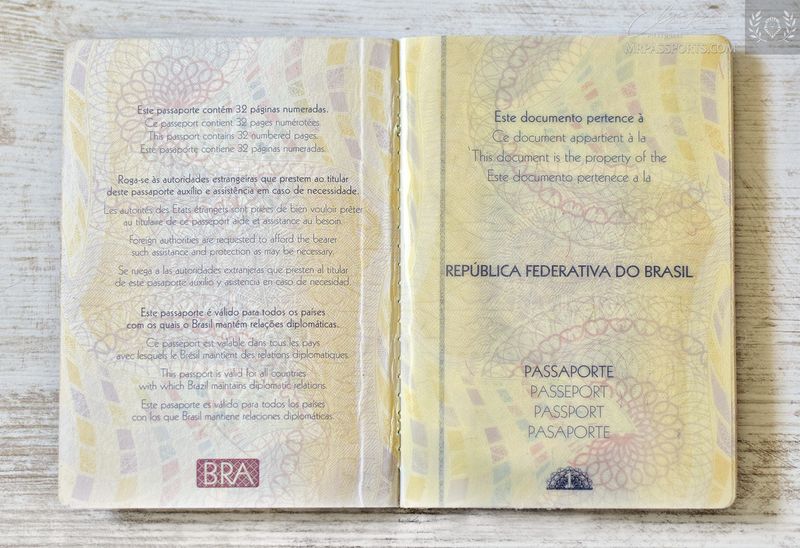 MRPASSPORTS.COM
Este passaporte contém 32 páginas numeradas.
Ce passeport contient 32 pages numérotées.
This passport contains 32 numbered pages.
Este pasaporte contiene 32 páginas numeradas.
Roga-se às autoridades estrangeiras que prestem ao titular
deste passaporte auxílio e assistência em caso de necessidade.
Les autorités des Etats étrangets sont priées de bien vouloir prêter
au titulaire de ce passeport aide et assistance au besoin.
Foreign authorities are requested to afford the bearer
such assistance and protection as may be necessary.
Se ruega a las autoridades extranjeras que presten al titular
de este pasaporte auxilio y asistencia en caso de necesidad.
Este passaporte é válido para todos os países
com os quais o Brasil mantém relações diplomáticas.
Ce passeport est valable dans tous les pays
avec lesquels le Brésil maintient des relations diplomatiques.
This passport is valid for all countries
with which Brazil maintains diplomatic relations.
Este pasaporte es válido para todos los países
con los que Brasil mantiene relaciones diplomáticas.
BRA
Este documento pertence à
Ce document appartient à la
This document is the property of the
Este documento pertenece a la
REPÚBLICA FEDERATIVA DO BRASIL
PASSAPORTE
PASSEPORT
PASSPORT
PASAPORTE
1